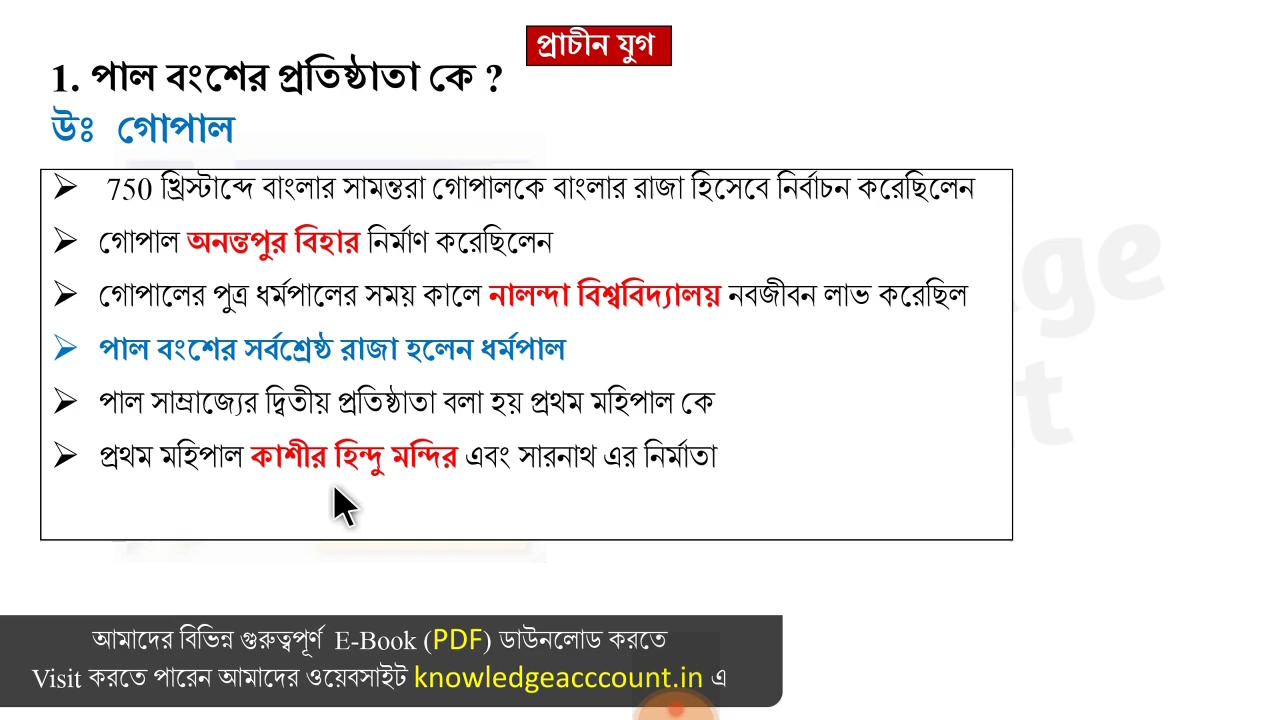 প্রাচীন যুগ
1. পাল বংশের প্রতিষ্ঠাতা কে ?
উঃ গোপাল
➢ 750 খ্রিস্টাব্দে বাংলার সামন্তরা গোপালকে বাংলার রাজা হিসেবে নির্বাচন করেছিলেন
➢ গোপাল অনন্তপুর বিহার নির্মাণ করেছিলেন
➢ গোপালের পুত্র ধর্মপালের সময় কালে নালন্দা বিশ্ববিদ্যালয় নবজীবন লাভ করেছিল
➢ পাল বংশের সর্বশ্রেষ্ঠ রাজা হলেন ধর্মপাল
➢ পাল সাম্রাজ্যের দ্বিতীয় প্রতিষ্ঠাতা বলা হয় প্রথম মহিপাল কে
➢ প্রথম মহিপাল কাশীর হিন্দু মন্দির এবং সারনাথ এর নির্মাতা
আমাদের বিভিন্ন গুরুত্বপূর্ণ E-Book (PDF) ডাউনলোড করতে
Visit করতে পারেন আমাদের ওয়েবসাইট knowledgeacccount.in এ